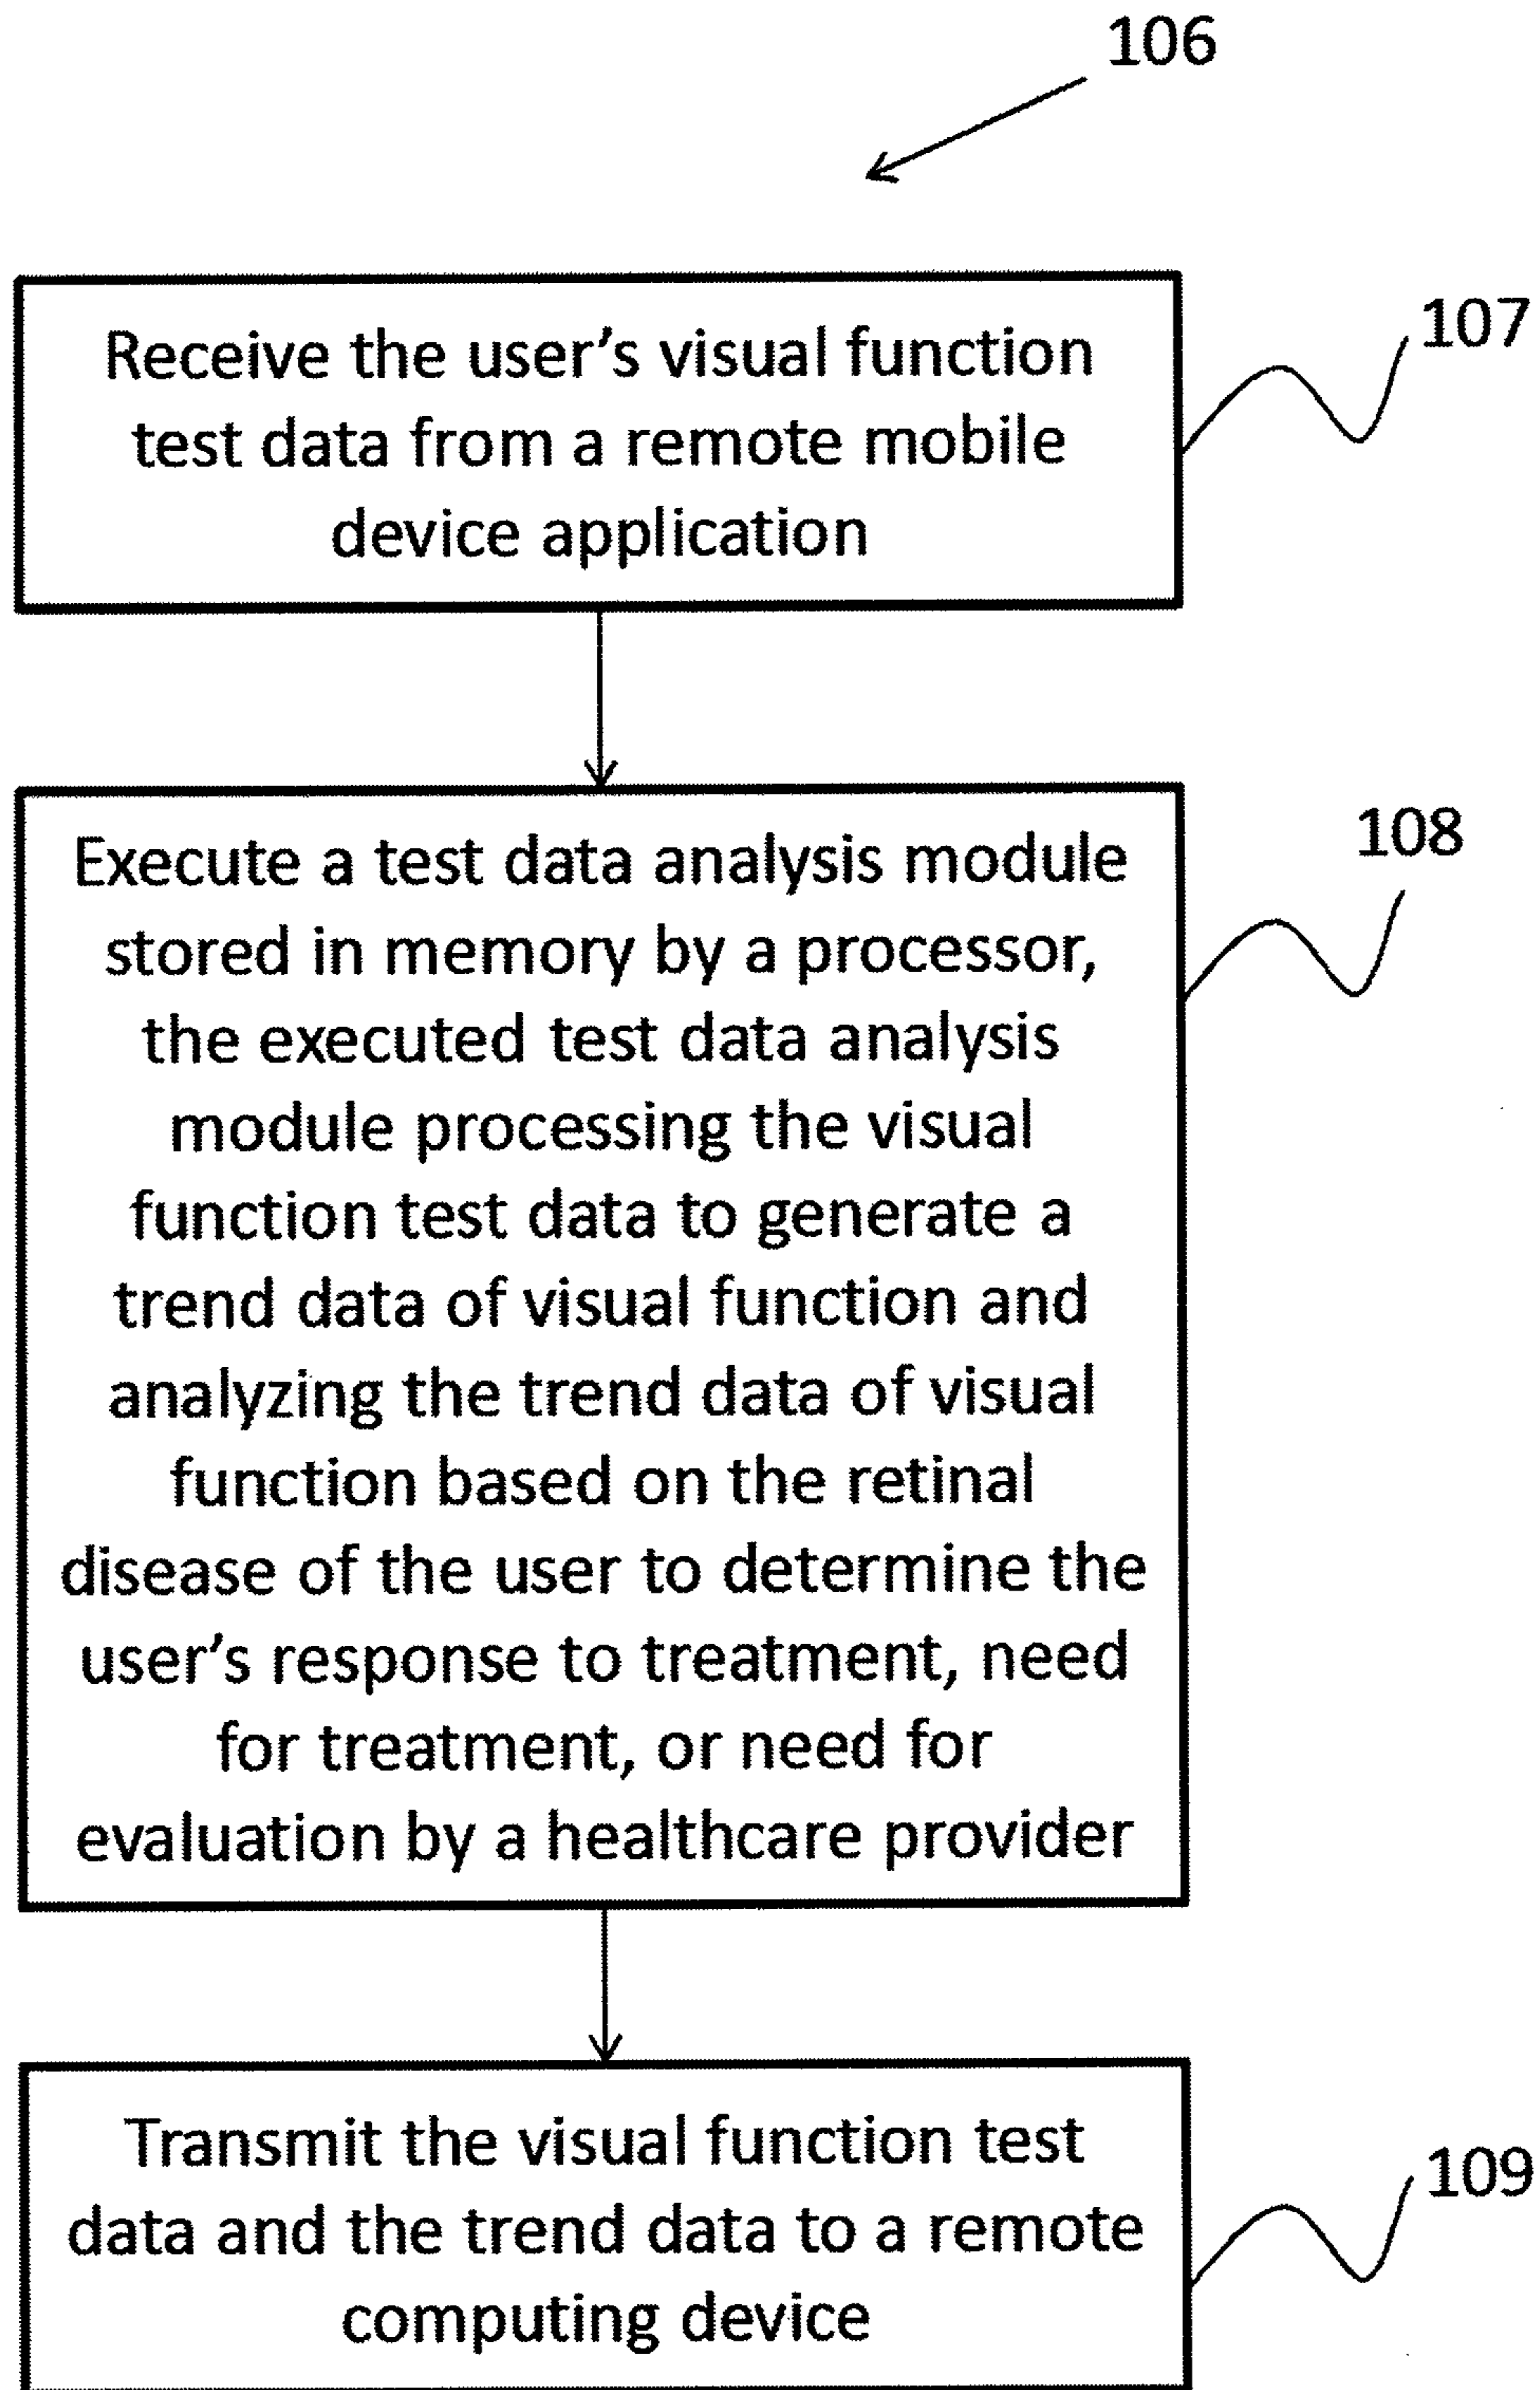 106
Receive the user’s visual function
107
test data from a remote mobile
device application
Execute a test data analysis module
108
stored in memory by a processor,
the executed test data analysis
module processing the visual
function test data to generate a
trend data of visual function and
analyzing the trend data of visual
function based on the retinal
disease of the user to determine the
user’s response to treatment, need
for treatment, or need for
evaluation by a healthcare provider
Transmit the visual function test
109
data and the trend data to a remote
computing device